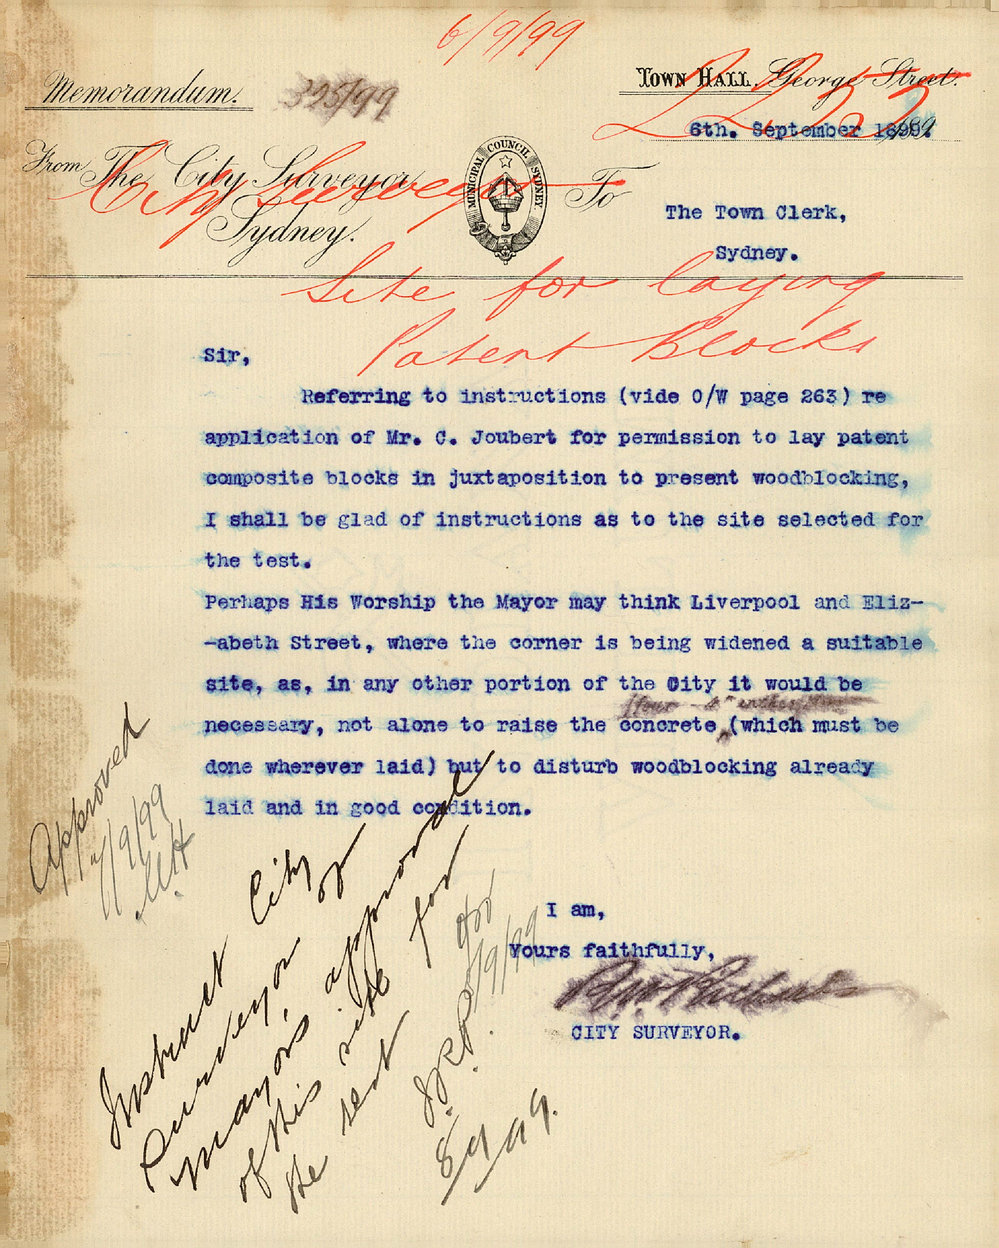 6/9/99
Memorandum.
325/99
TOWN HALL, George Street.
2233
6th. September 1899.
From The City Surveyor
City Surveyor
Sydney.
MUNICIPAL COUNCIL SYDNEY.
To
The Town Clerk,
Sydney.
Site for laying
Patent Blocks
Sir,
Referring to instructions (vide O/W page 263) re
application of Mr. C. Joubert for permission to lay patent
composite blocks in juxtaposition to present woodblocking,
I shall be glad of instructions as to the site selected for
the test.
Perhaps His Worship the Mayor may think Liverpool and Eliz-
-abeth Street, where the corner is being widened a suitable
site, as, in any other portion of the City it would be
necessary, not alone to raise the concrete (which must be
done wherever laid) but to disturb woodblocking already
laid and in good condition.
Approved
/9/99
I am,
Yours faithfully,
CITY SURVEYOR.
Instruct City
Surveyor of
Mayor's approval
of this site for
the test
/9/99